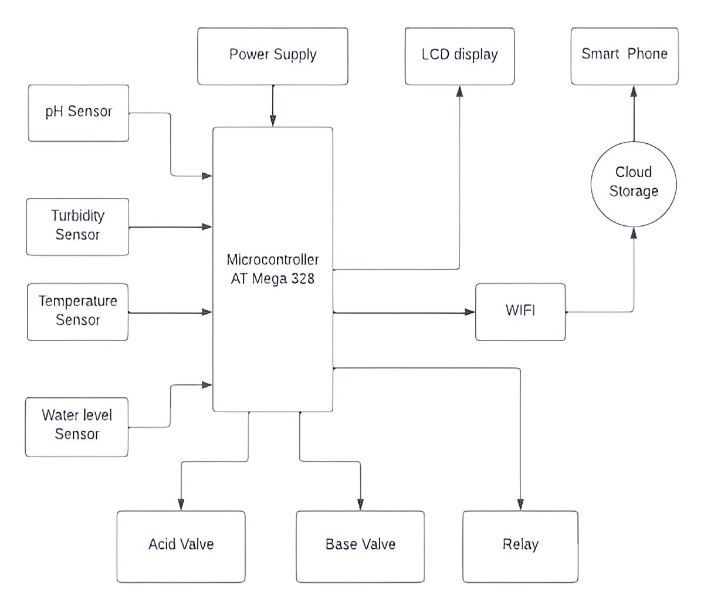 Power Supply
LCD display
Smart Phone
pH Sensor
Cloud
Storage
Turbidity
Sensor
Microcontroller
AT Mega 328
Temperature
Sensor
WIFI
Water level
Sensor
Acid Valve
Base Valve
Relay